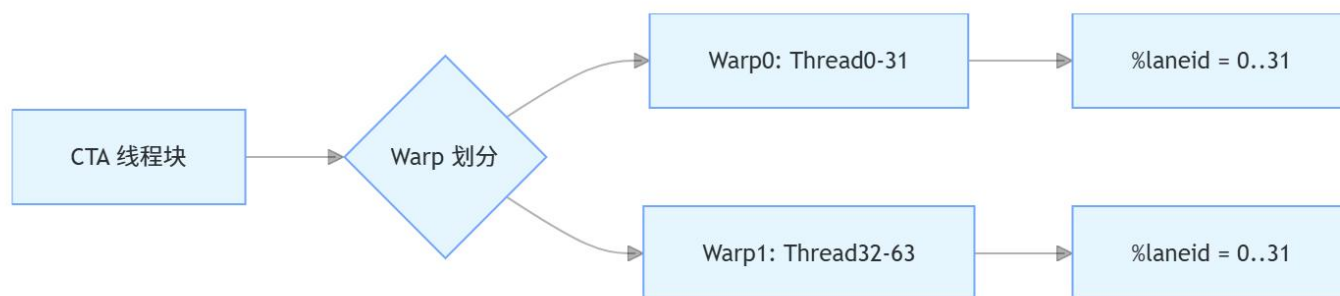 CTA 线程块
Warp 划分
Warp0: Thread0-31
%laneid = 0..31
Warp1: Thread32-63
%laneid = 0..31